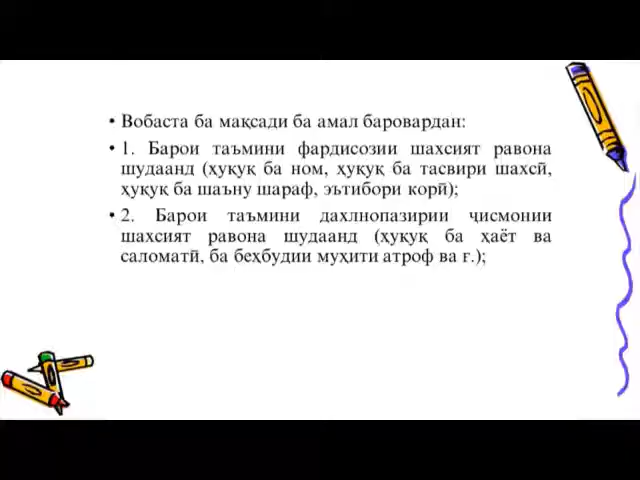 • Вобаста ба мақсади ба амал баровардан:
• 1. Барои таъмини фардисозии шахсият равона
шудаанд (ҳуқуқ ба ном, ҳуқуқ ба тасвири шахсӣ,
ҳуқуқ ба шаъну шараф, эътибори корӣ);
• 2. Барои таъмини дахлнопазирии ҷисмонии
шахсият равона шудаанд (ҳуқуқ ба ҳаёт ва
саломатӣ, ба беҳбудии муҳити атроф ва ғ.);